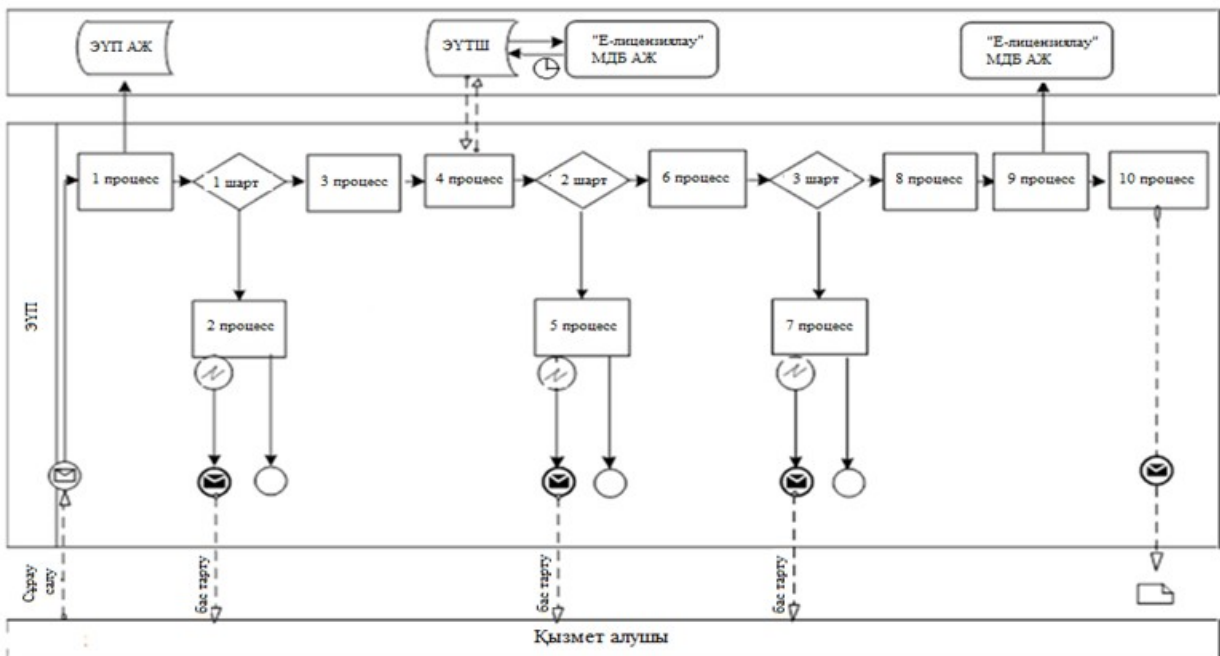 ЭҮП АЖ
ЭҮТШ
"Е-лицензиялау"
МДБ АЖ
"Е-лицензиялау"
МДБ АЖ
ЭҮП
1 процесс
1 шарт
3 процесс
4 процесс
2 шарт
6 процесс
3 шарт
8 процесс
9 процесс
10 процесс
2 процесс
5 процесс
7 процесс
Сұрау
салу
бас тарту
бас тарту
бас тарту
Қызмет алушы